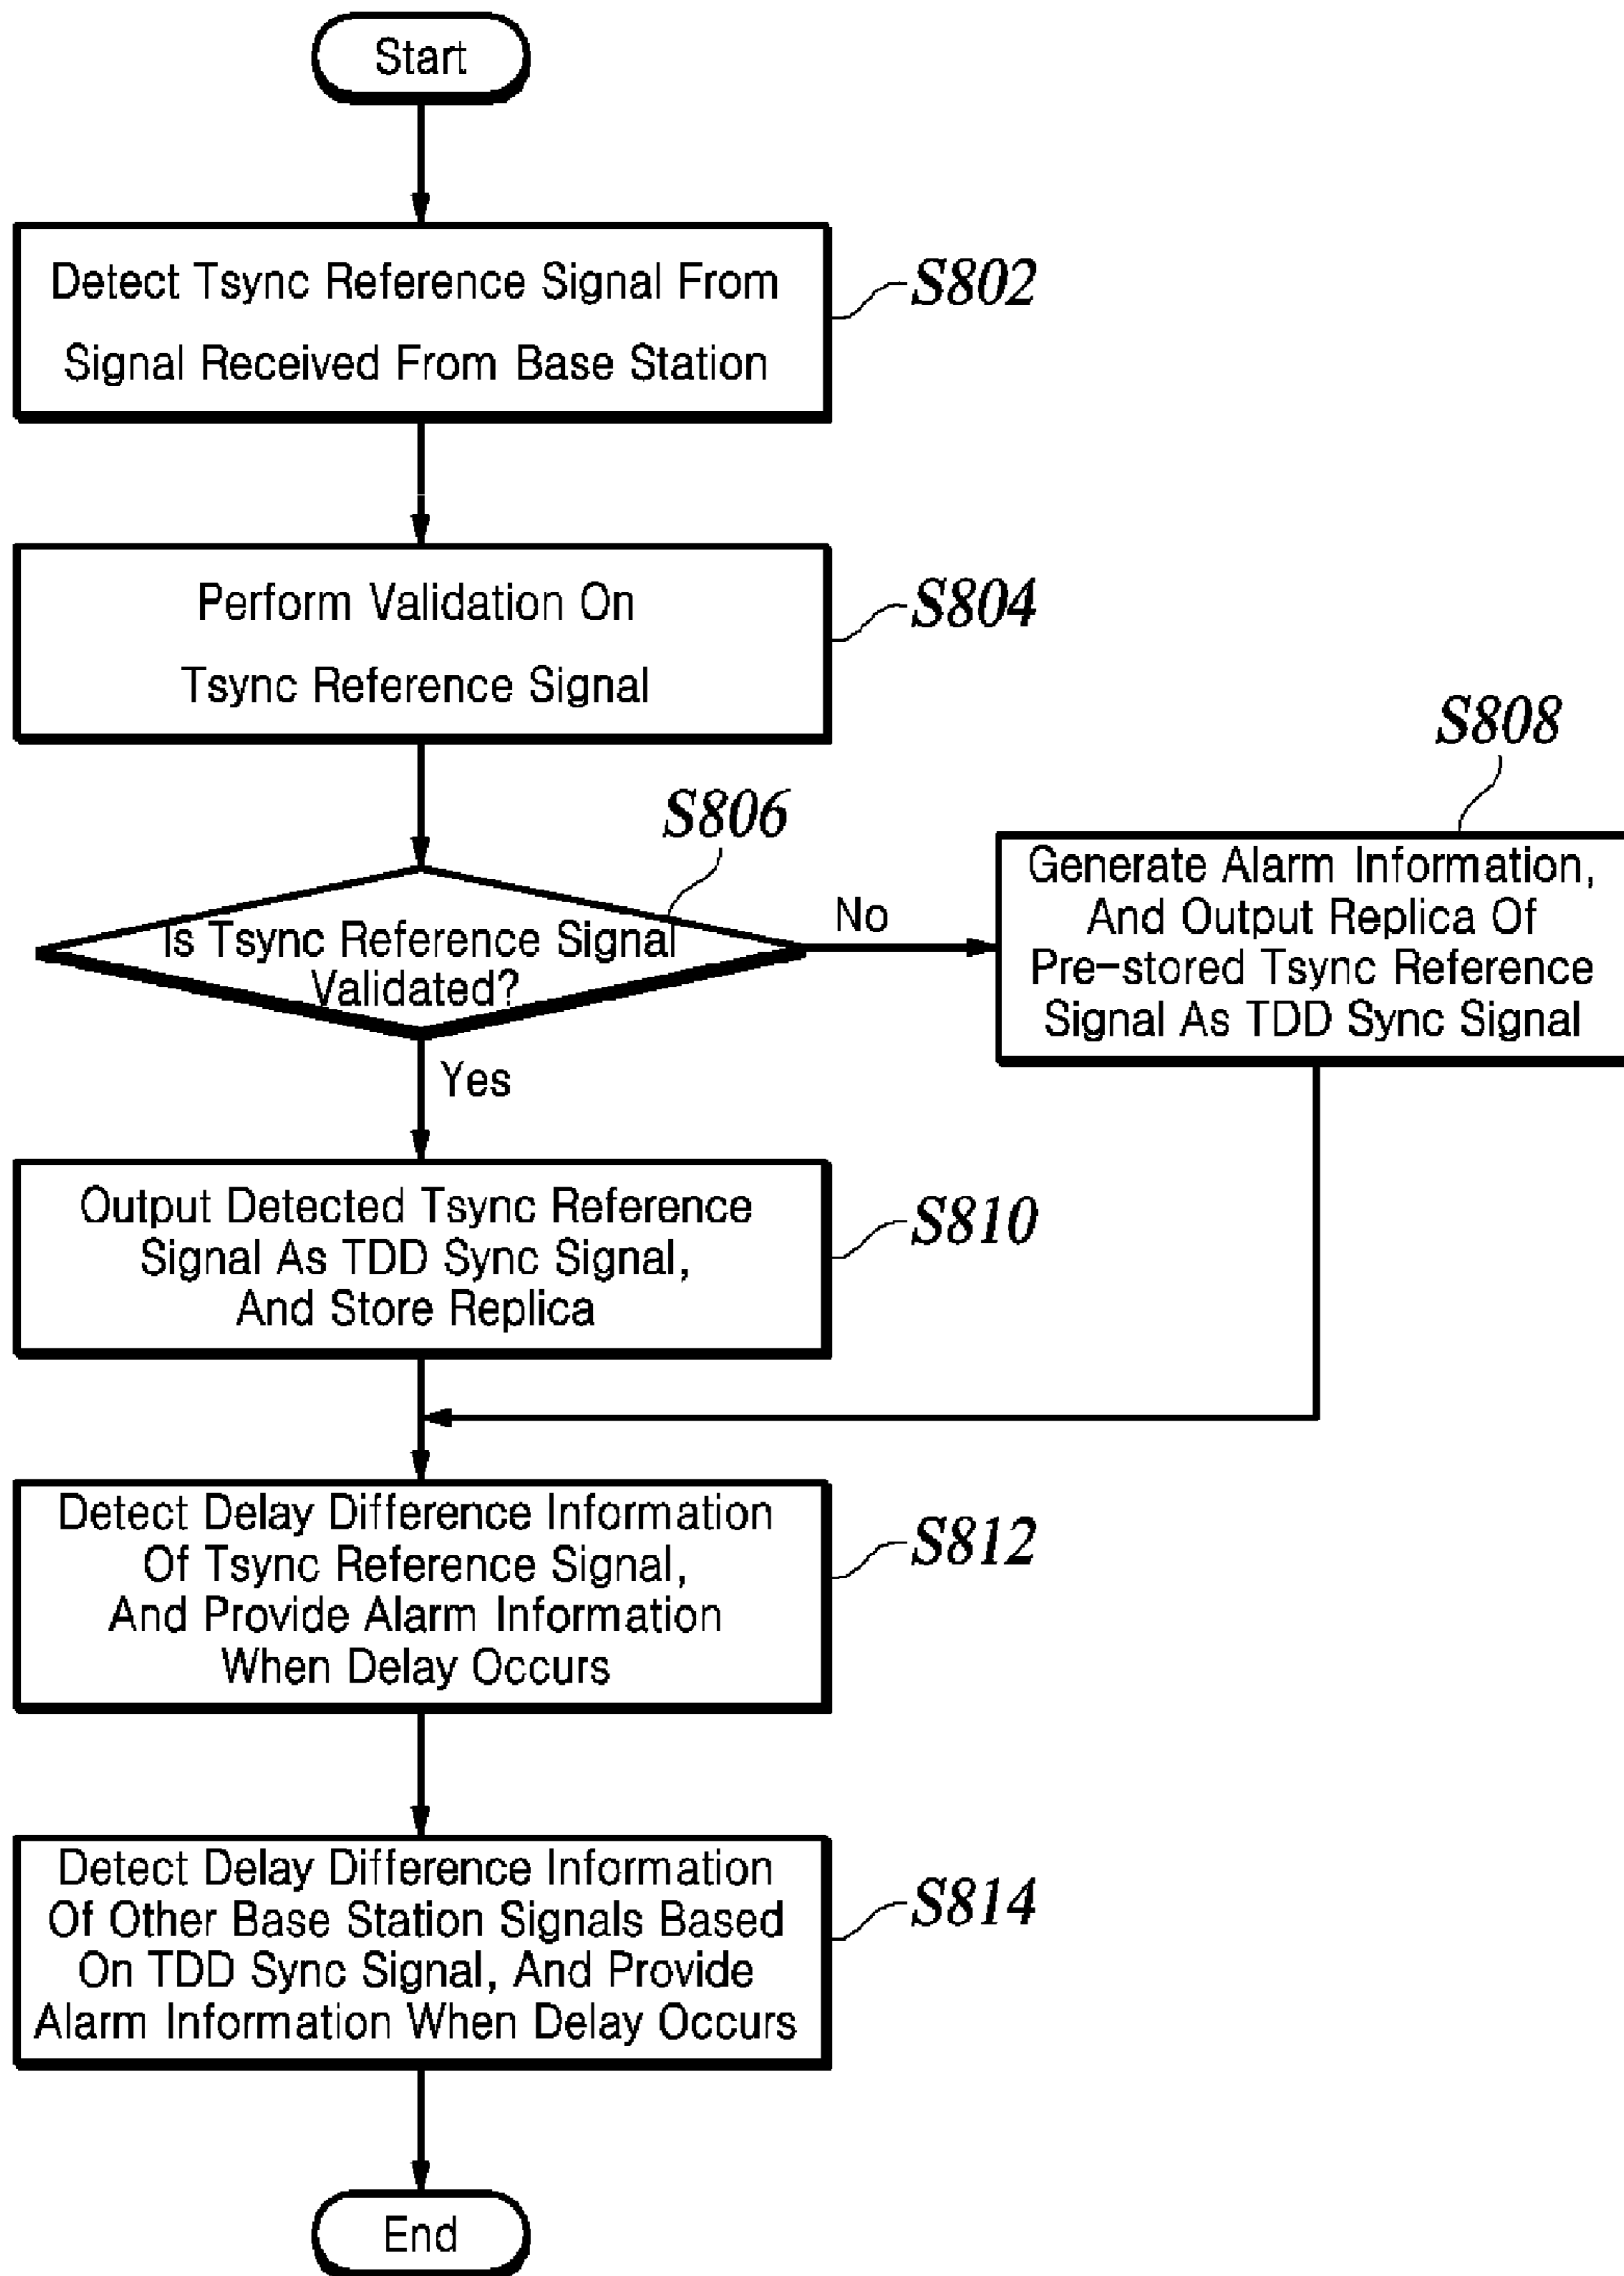 Start
Detect Tsync Reference Signal From
Signal Received From Base Station
S802
Perform Validation On
Tsync Reference Signal
S804
S806
Is Tsync Reference Signal
Validated?
No
Yes
S808
Generate Alarm Information,
And Output Replica Of
Pre-stored Tsync Reference
Signal As TDD Sync Signal
Output Detected Tsync Reference
Signal As TDD Sync Signal,
And Store Replica
S810
Detect Delay Difference Information
Of Tsync Reference Signal,
And Provide Alarm Information
When Delay Occurs
S812
Detect Delay Difference Information
Of Other Base Station Signals Based
On TDD Sync Signal, And Provide
Alarm Information When Delay Occurs
S814
End